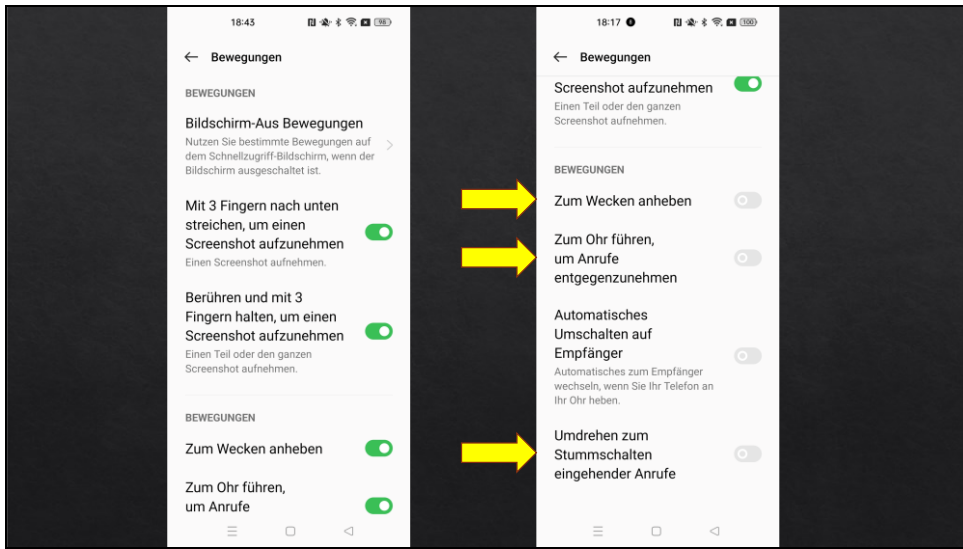 18:43
98
Bewegungen
BEWEGUNGEN
Bildschirm-Aus Bewegungen
Nutzen Sie bestimmte Bewegungen auf
dem Schnellzugriff-Bildschirm, wenn der
Bildschirm ausgeschaltet ist.
Mit 3 Fingern nach unten
streichen, um einen
Screenshot aufzunehmen
Einen Screenshot aufnehmen.
Berühren und mit 3
Fingern halten, um einen
Screenshot aufzunehmen
Einen Teil oder den ganzen
Screenshot aufnehmen.
BEWEGUNGEN
Zum Wecken anheben
Zum Ohr führen,
um Anrufe
18:17
100
Bewegungen
Screenshot aufzunehmen
Einen Teil oder den ganzen
Screenshot aufnehmen.
BEWEGUNGEN
Zum Wecken anheben
Zum Ohr führen,
um Anrufe
entgegenzunehmen
Automatisches
Umschalten auf
Empfänger
Automatisches zum Empfänger
wechseln, wenn Sie Ihr Telefon an
Ihr Ohr heben.
Umdrehen zum
Stummschalten
eingehender Anrufe